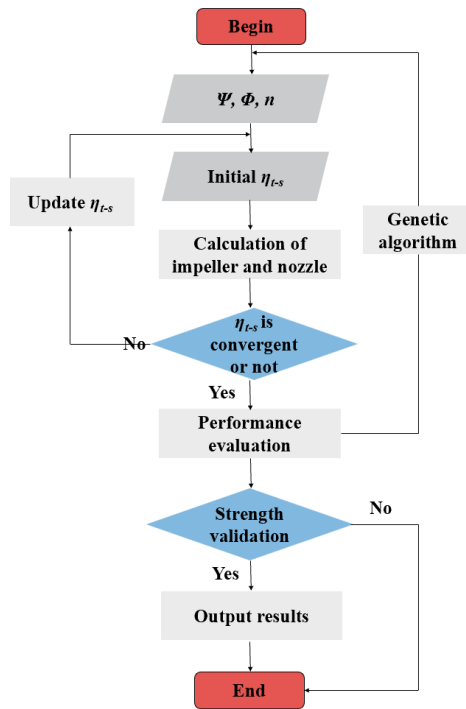 Begin
Ψ, Φ, n
Initial ηt-s
Update ηt-s
Genetic
algorithm
Calculation of
impeller and nozzle
ηt-s is
convergent
or not
No
Yes
Performance
evaluation
Strength
validation
No
Yes
Output results
End